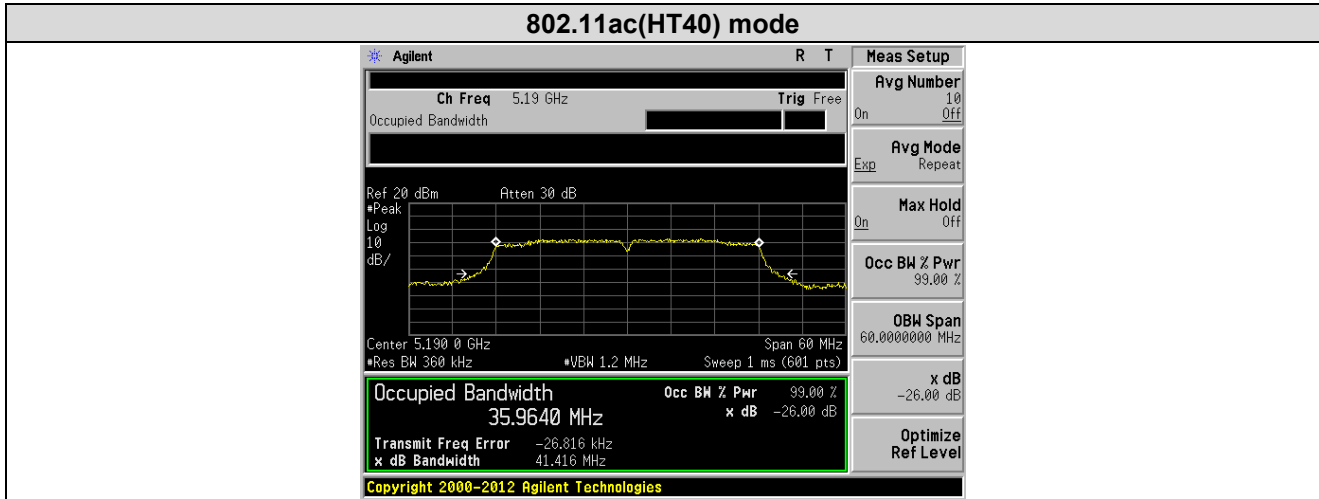 802.11ac(HT40) mode
Agilent R T Meas Setup
Ch Freq 5.19 GHz Trig Free
Occupied Bandwidth
Avg Number
10
On Off
Avg Mode
Exp Repeat
Max Hold
On Off
Occ BW % Pwr
99.00 %
OBW Span
60.0000000 MHz
x dB
-26.00 dB
Optimize
Ref Level
Ref 20 dBm Atten 30 dB
#Peak
Log
10
dB/
Center 5.190 0 GHz Span 60 MHz
#Res BW 360 kHz #VBW 1.2 MHz Sweep 1 ms (601 pts)
Occupied Bandwidth Occ BW % Pwr 99.00 %
35.9640 MHz x dB -26.00 dB
Transmit Freq Error -26.816 kHz
x dB Bandwidth 41.416 MHz
Copyright 2000-2012 Agilent Technologies